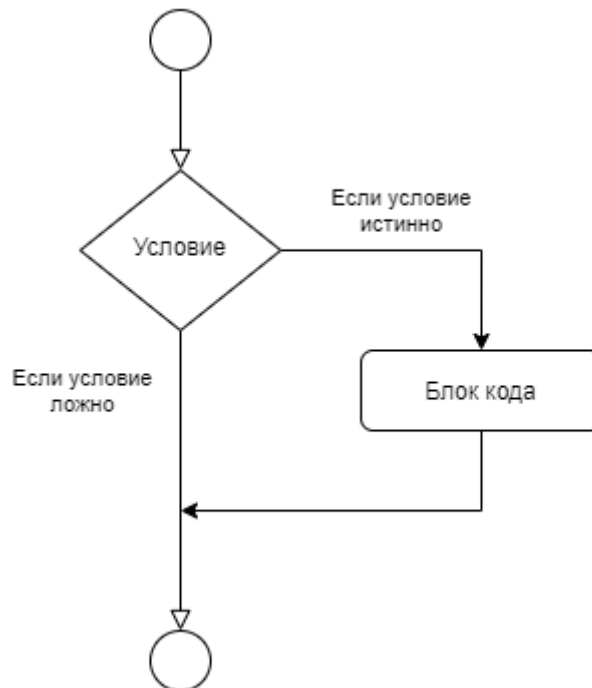 Если условие
истинно
Условие
Если условие
ложно
Блок кода